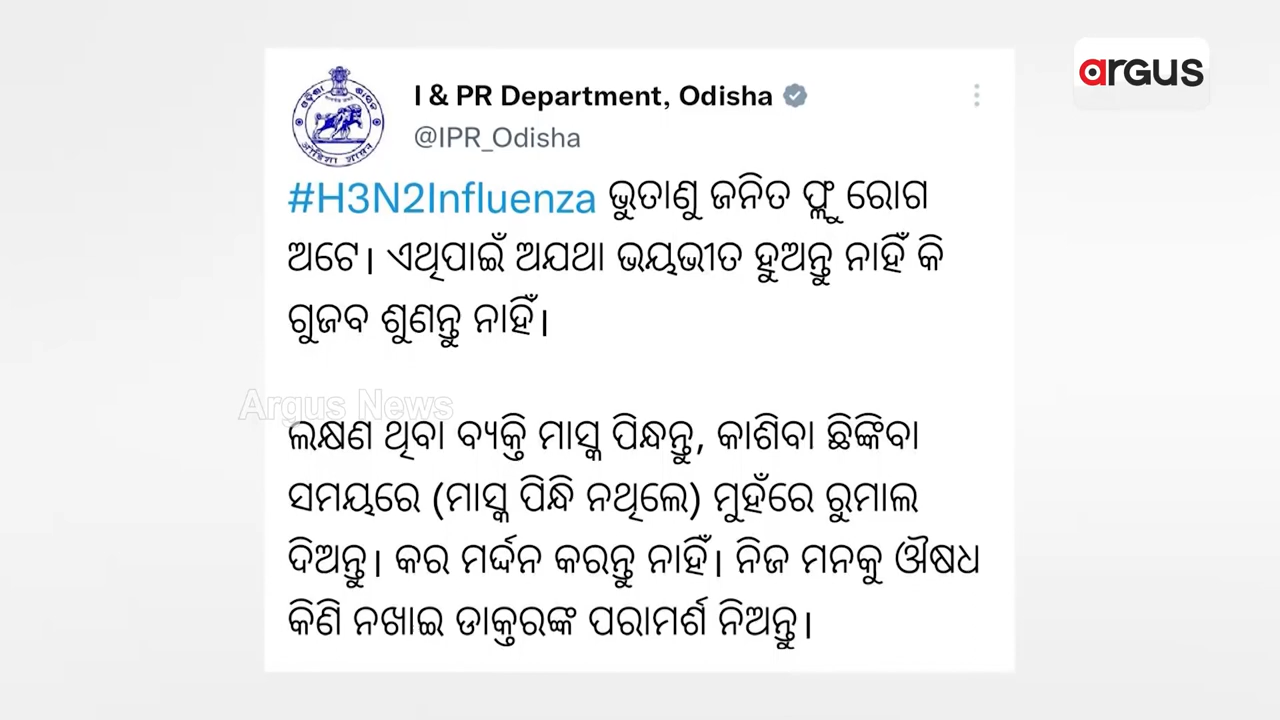 argus
I & PR Department, Odisha
@IPR_Odisha
#H3N2Influenza ଭୁତାଣୁ ଜନିତ ଫ୍ଲୁ ରୋଗ
ଅଟେ। ଏଥିପାଇଁ ଅଯଥା ଭୟଭୀତ ହୁଅନ୍ତୁ ନାହିଁ କି
ଗୁଜବ ଶୁଣନ୍ତୁ ନାହିଁ।
Argus News
ଲକ୍ଷଣ ଥିବା ବ୍ୟକ୍ତି ମାସ୍କ ପିନ୍ଧନ୍ତୁ, କାଶିବା ଛିଙ୍କିବା
ସମୟରେ (ମାସ୍କ ପିନ୍ଧି ନଥିଲେ) ମୁହଁରେ ରୁମାଲ
ଦିଅନ୍ତୁ। କର ମର୍ଦ୍ଦନ କରନ୍ତୁ ନାହିଁ। ନିଜ ମନକୁ ଔଷଧ
କିଣି ନଖାଇ ଡାକ୍ତରଙ୍କ ପରାମର୍ଶ ନିଅନ୍ତୁ।